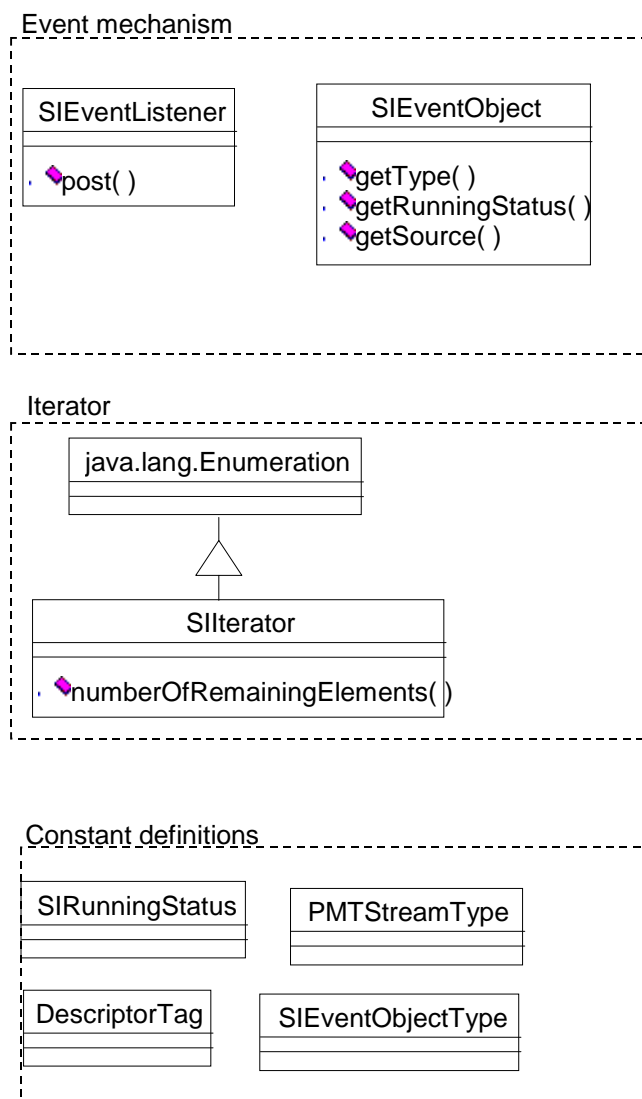 Event mechanism
SIEventListener
post( )
SIEventObject
getType( )
getRunningStatus( )
getSource( )
Iterator
java.lang.Enumeration
SIIterator
numberOfRemainingElements( )
Constant definitions
SIRunningStatus
PMTStreamType
DescriptorTag
SIEventObjectType